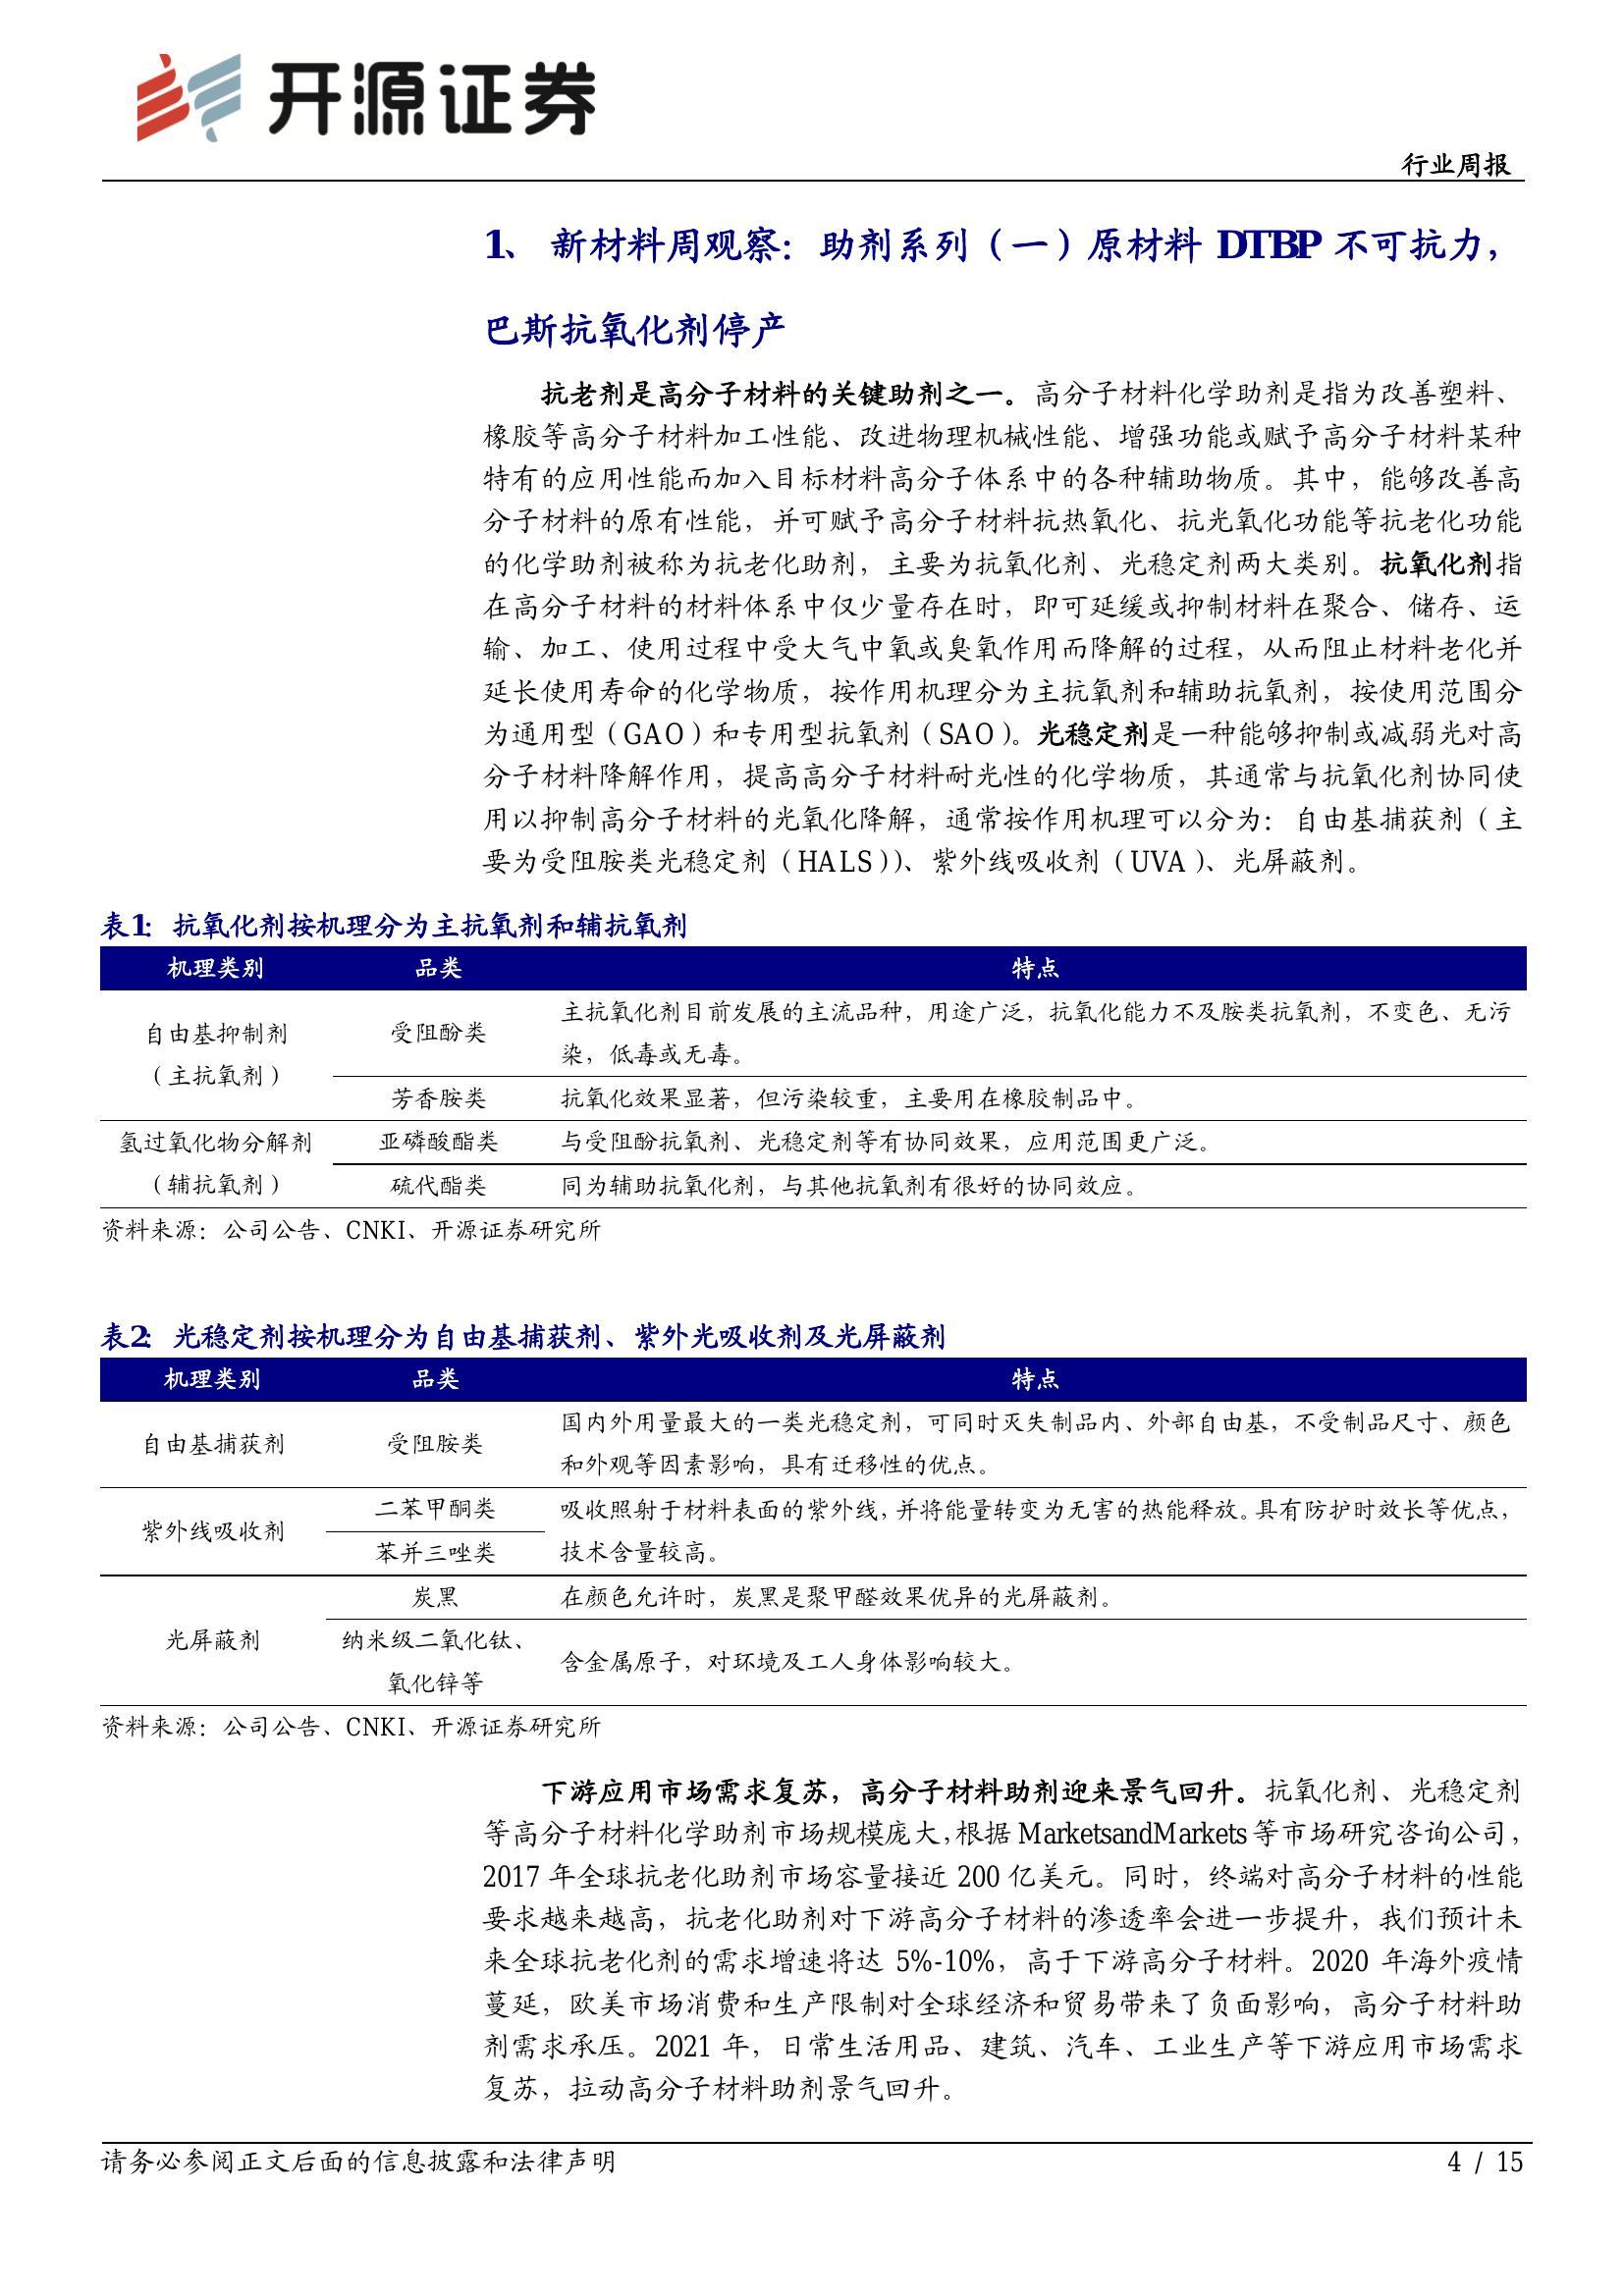 开源证券
行业周报
1、 新材料周观察：助剂系列（一）原材料 DTBP 不可抗力，
巴斯抗氧化剂停产
抗老剂是高分子材料的关键助剂之一。高分子材料化学助剂是指为改善塑料、
橡胶等高分子材料加工性能、改进物理机械性能、增强功能或赋予高分子材料某种
特有的应用性能而加入目标材料高分子体系中的各种辅助物质。其中，能够改善高
分子材料的原有性能，并可赋予高分子材料抗热氧化、抗光氧化功能等抗老化功能
的化学助剂被称为抗老化助剂，主要为抗氧化剂、光稳定剂两大类别。抗氧化剂指
在高分子材料的材料体系中仅少量存在时，即可延缓或抑制材料在聚合、储存、运
输、加工、使用过程中受大气中氧或臭氧作用而降解的过程，从而阻止材料老化并
延长使用寿命的化学物质，按作用机理分为主抗氧剂和辅助抗氧剂，按使用范围分
为通用型（GAO）和专用型抗氧剂（SAO）。光稳定剂是一种能够抑制或减弱光对高
分子材料降解作用，提高高分子材料耐光性的化学物质，其通常与抗氧化剂协同使
用以抑制高分子材料的光氧化降解，通常按作用机理可以分为：自由基捕获剂（主
要为受阻胺类光稳定剂（HALS））、紫外线吸收剂（UVA）、光屏蔽剂。
表1：抗氧化剂按机理分为主抗氧剂和辅抗氧剂
机理类别 品类 特点
自由基抑制剂
（主抗氧剂）
受阻酚类
主抗氧化剂目前发展的主流品种，用途广泛，抗氧化能力不及胺类抗氧剂，不变色、无污
染，低毒或无毒。
芳香胺类 抗氧化效果显著，但污染较重，主要用在橡胶制品中。
氢过氧化物分解剂
（辅抗氧剂）
亚磷酸酯类 与受阻酚抗氧剂、光稳定剂等有协同效果，应用范围更广泛。
硫代酯类 同为辅助抗氧化剂，与其他抗氧剂有很好的协同效应。
资料来源：公司公告、CNKI、开源证券研究所
表2：光稳定剂按机理分为自由基捕获剂、紫外光吸收剂及光屏蔽剂
机理类别 品类 特点
自由基捕获剂 受阻胺类
国内外用量最大的一类光稳定剂，可同时灭失制品内、外部自由基，不受制品尺寸、颜色
和外观等因素影响，具有迁移性的优点。
紫外线吸收剂
二苯甲酮类
苯并三唑类
吸收照射于材料表面的紫外线，并将能量转变为无害的热能释放。具有防护时效长等优点，
技术含量较高。
光屏蔽剂
炭黑 在颜色允许时，炭黑是聚甲醛效果优异的光屏蔽剂。
纳米级二氧化钛、
氧化锌等
含金属原子，对环境及工人身体影响较大。
资料来源：公司公告、CNKI、开源证券研究所
下游应用市场需求复苏，高分子材料助剂迎来景气回升。抗氧化剂、光稳定剂
等高分子材料化学助剂市场规模庞大，根据 MarketsandMarkets 等市场研究咨询公司，
2017 年全球抗老化助剂市场容量接近 200 亿美元。同时，终端对高分子材料的性能
要求越来越高，抗老化助剂对下游高分子材料的渗透率会进一步提升，我们预计未
来全球抗老化剂的需求增速将达 5%-10%，高于下游高分子材料。2020 年海外疫情
蔓延，欧美市场消费和生产限制对全球经济和贸易带来了负面影响，高分子材料助
剂需求承压。2021 年，日常生活用品、建筑、汽车、工业生产等下游应用市场需求
复苏，拉动高分子材料助剂景气回升。
请务必参阅正文后面的信息披露和法律声明
4 / 15